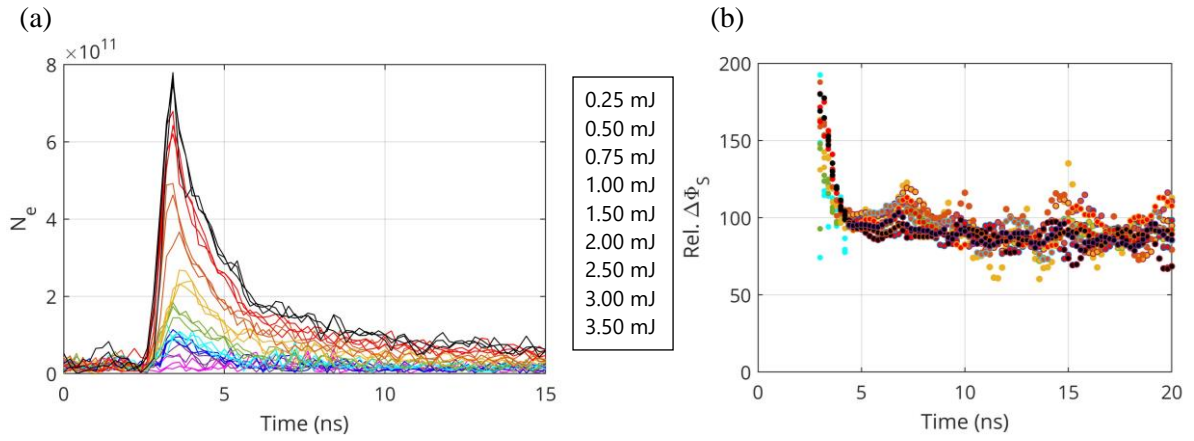 (a)
×10¹¹
8
6
4
2
0
N_e
0 5 10 15
Time (ns)
0.25 mJ
0.50 mJ
0.75 mJ
1.00 mJ
1.50 mJ
2.00 mJ
2.50 mJ
3.00 mJ
3.50 mJ
(b)
200
150
100
50
0
Rel. ΔΦ_S
0 5 10 15 20
Time (ns)